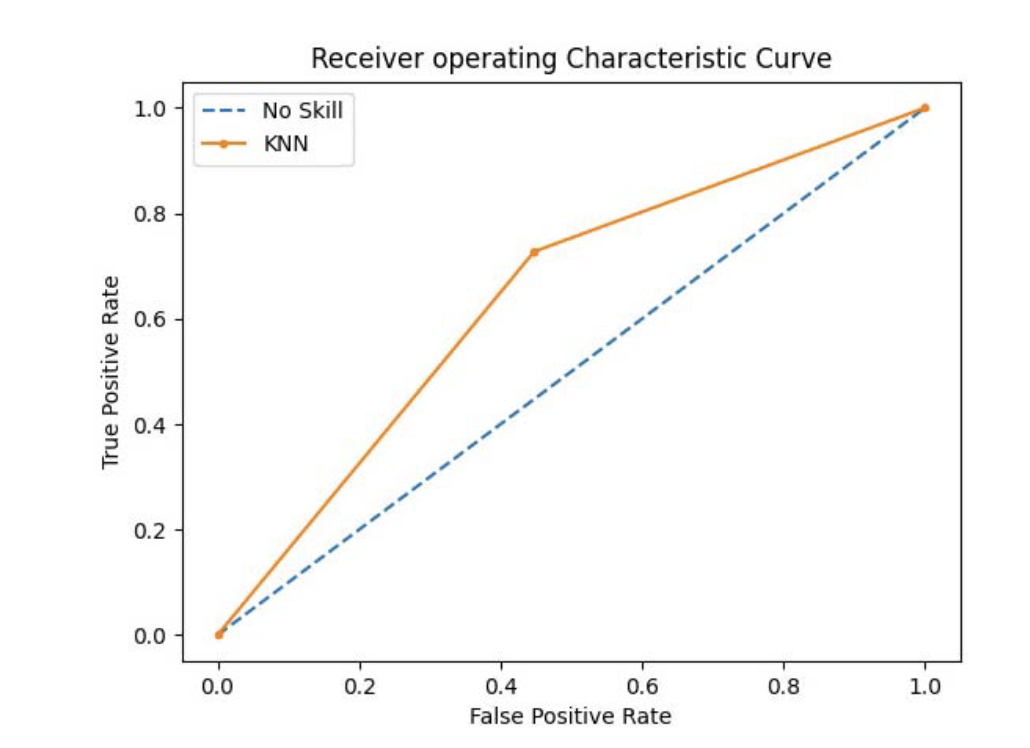 Receiver operating Characteristic Curve
No Skill
KNN
1.0
0.8
0.6
0.4
0.2
0.0
True Positive Rate
0.0 0.2 0.4 0.6 0.8 1.0
False Positive Rate